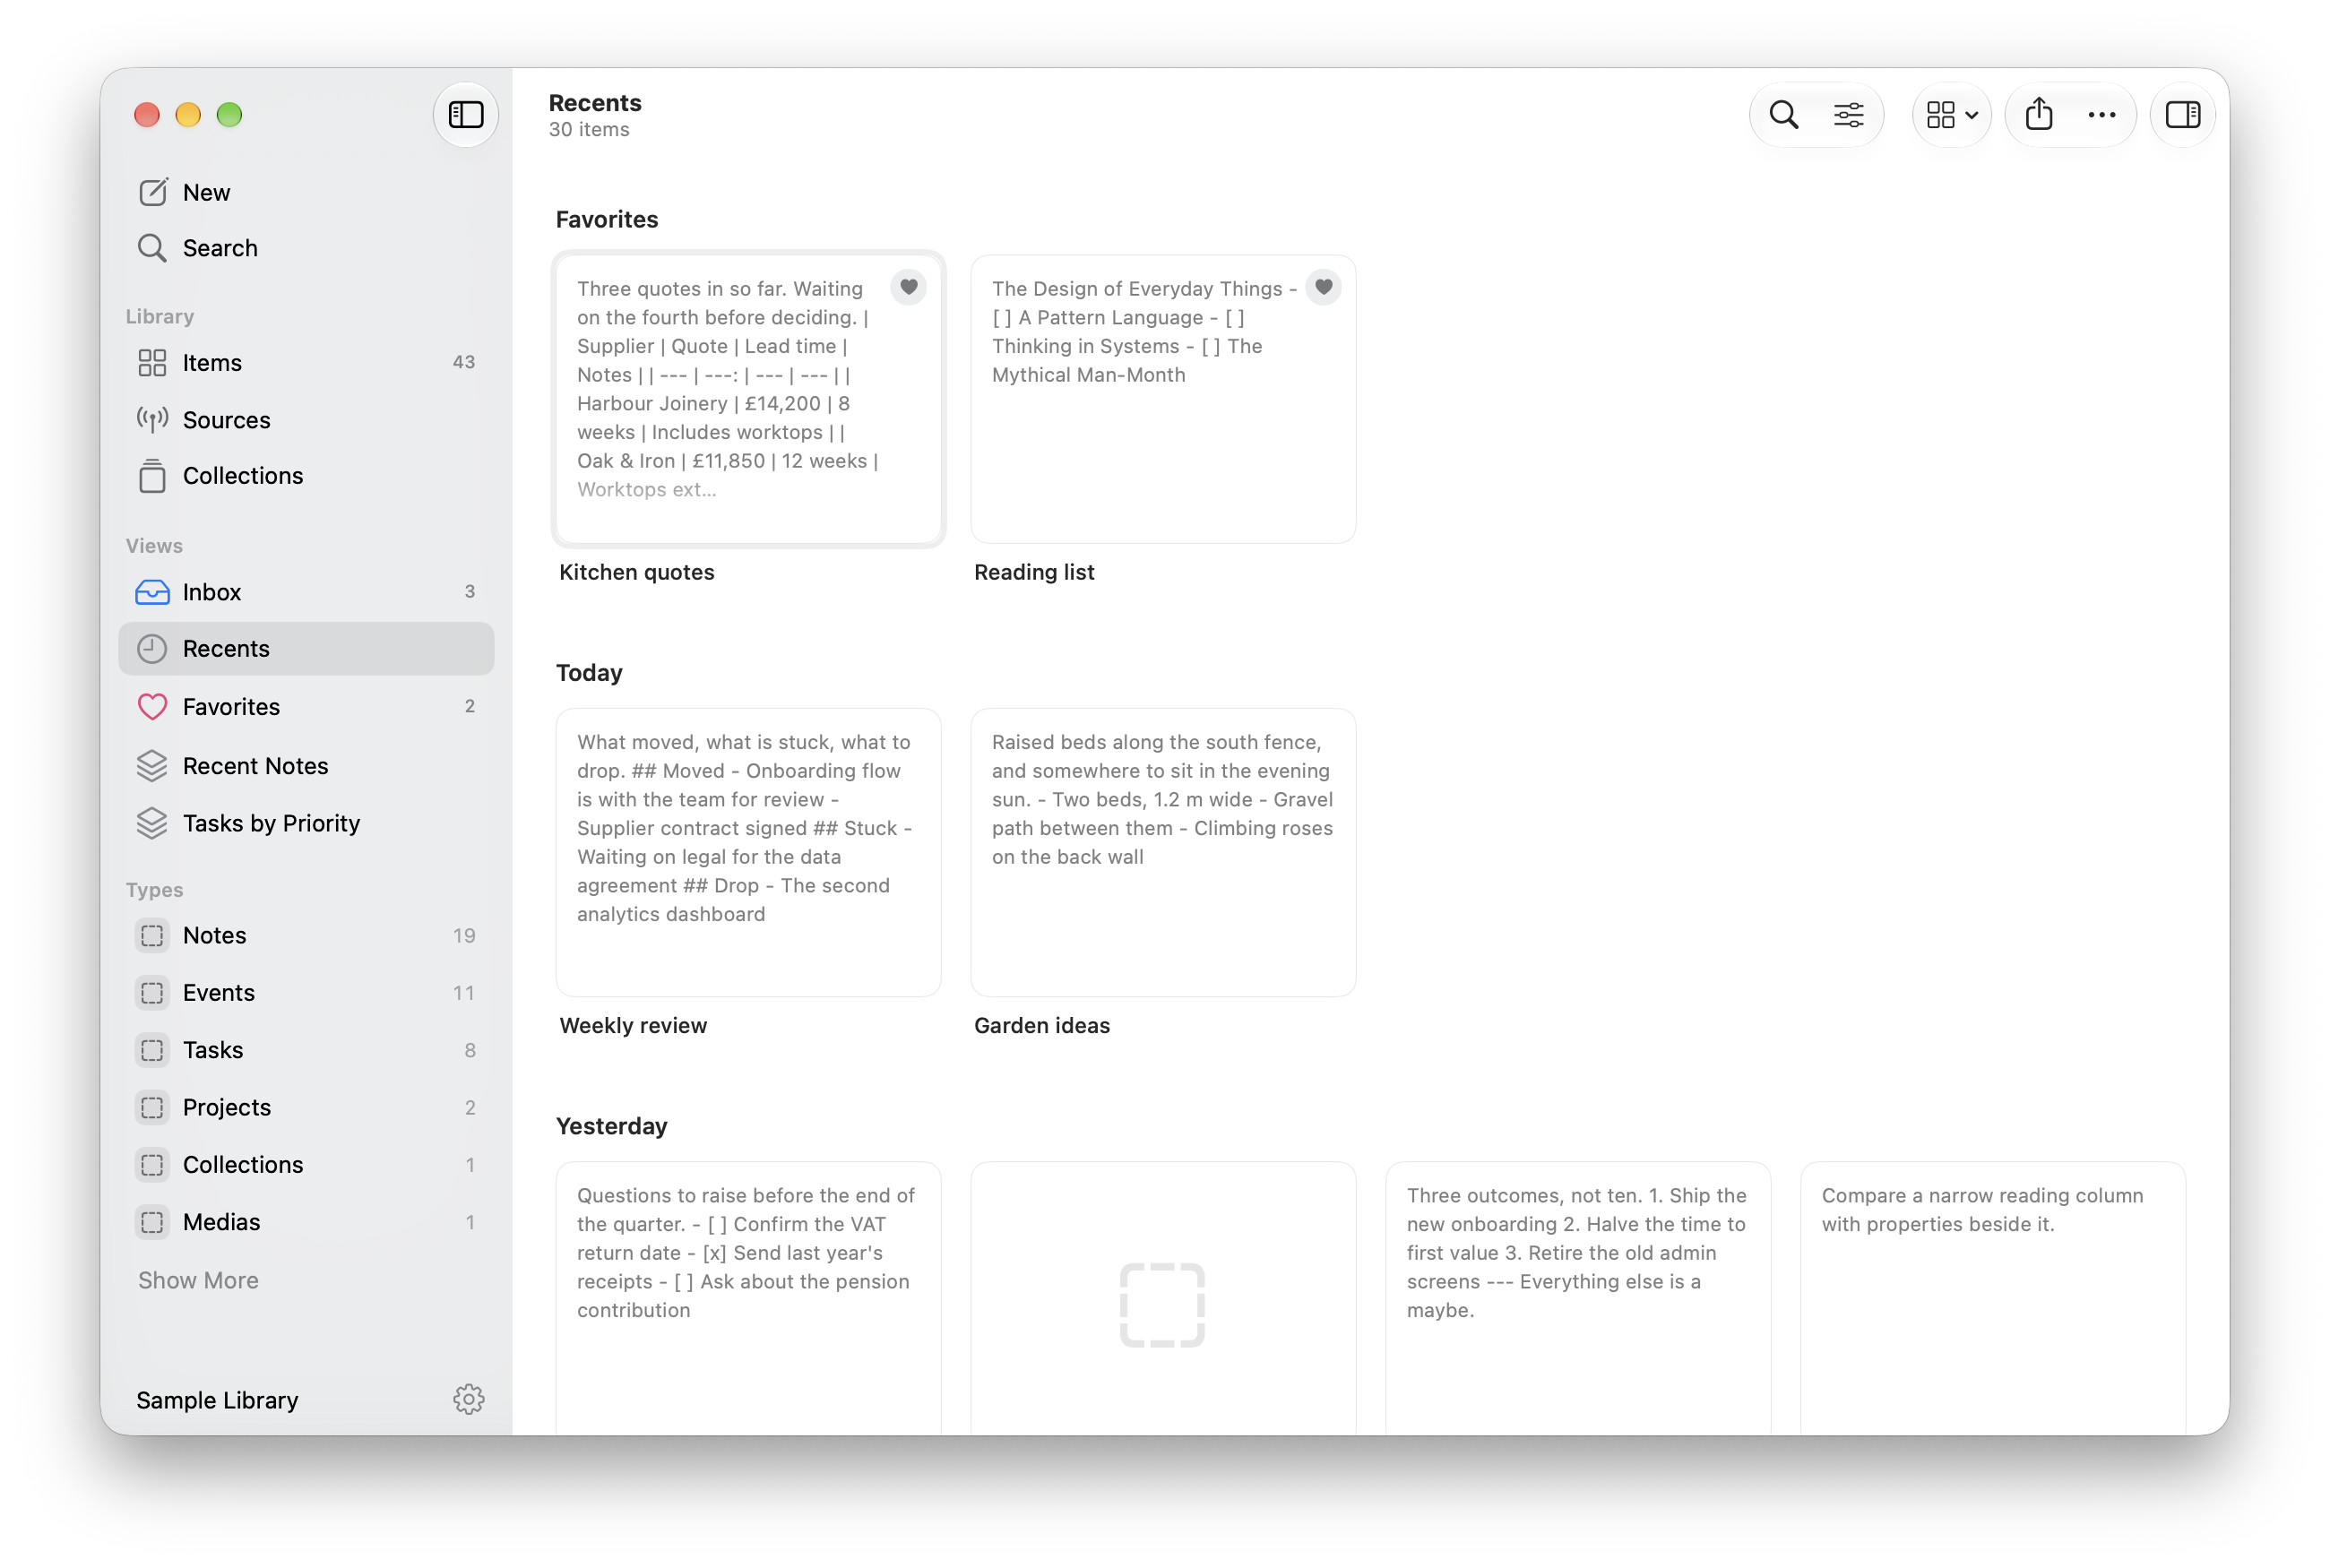 New
Search
Library
Items 43
Sources
Collections
Views
Inbox 3
Recents
Favorites 2
Recent Notes
Tasks by Priority
Types
Notes 19
Events 11
Tasks 8
Projects 2
Collections 1
Medias 1
Show More
Sample Library
Recents
30 items
Favorites
Three quotes in so far. Waiting
on the fourth before deciding. |
Supplier | Quote | Lead time |
Notes | | --- | ---: | --- | --- | |
Harbour Joinery | £14,200 | 8
weeks | Includes worktops | |
Oak & Iron | £11,850 | 12 weeks |
Worktops ext...
Kitchen quotes
The Design of Everyday Things -
[ ] A Pattern Language - [ ]
Thinking in Systems - [ ] The
Mythical Man-Month
Reading list
Today
What moved, what is stuck, what to
drop. ## Moved - Onboarding flow
is with the team for review -
Supplier contract signed ## Stuck -
Waiting on legal for the data
agreement ## Drop - The second
analytics dashboard
Weekly review
Raised beds along the south fence,
and somewhere to sit in the evening
sun. - Two beds, 1.2 m wide - Gravel
path between them - Climbing roses
on the back wall
Garden ideas
Yesterday
Questions to raise before the end of
the quarter. - [ ] Confirm the VAT
return date - [x] Send last year's
receipts - [ ] Ask about the pension
contribution
Three outcomes, not ten. 1. Ship the
new onboarding 2. Halve the time to
first value 3. Retire the old admin
screens --- Everything else is a
maybe.
Compare a narrow reading column
with properties beside it.